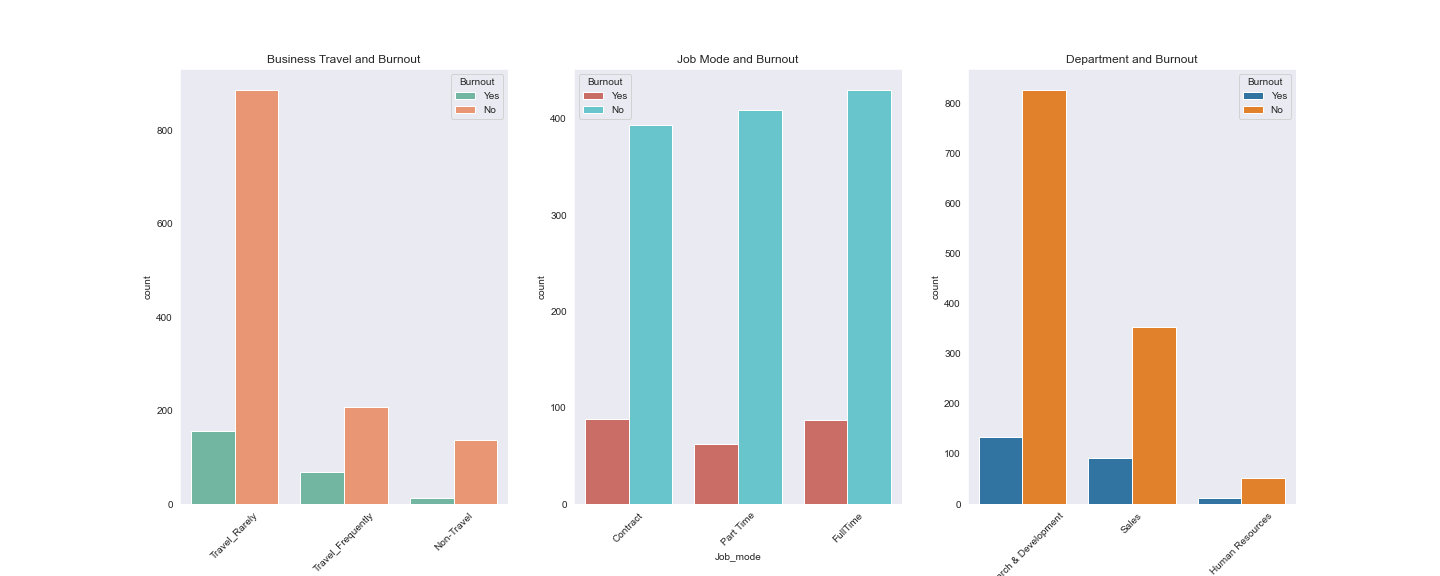 Business Travel and Burnout
Burnout
Yes
No
800
600
400
200
0
count
Travel_Rarely
Travel_Frequently
Non-Travel
Job Mode and Burnout
Burnout
Yes
No
400
300
200
100
0
count
Contract
Part Time
FullTime
Job_mode
Department and Burnout
Burnout
Yes
No
800
700
600
500
400
300
200
100
0
count
& Development
Sales
Human Resources